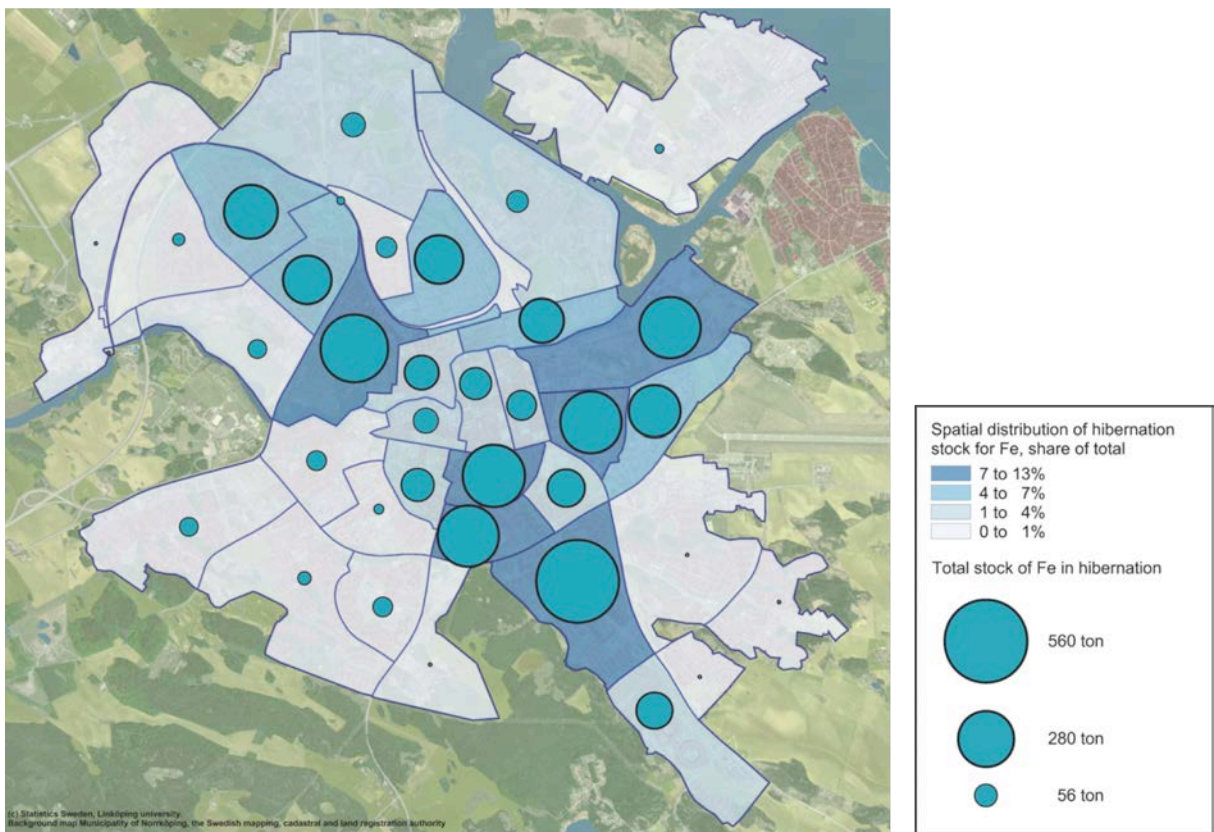 Spatial distribution of hibernation
stock for Fe, share of total
7 to 13%
4 to 7%
1 to 4%
0 to 1%
Total stock of Fe in hibernation
560 ton
280 ton
56 ton
(c) Statistics Sweden, Linköping university.
Background map Municipality of Norrköping, the Swedish mapping, cadastral and land registration authority